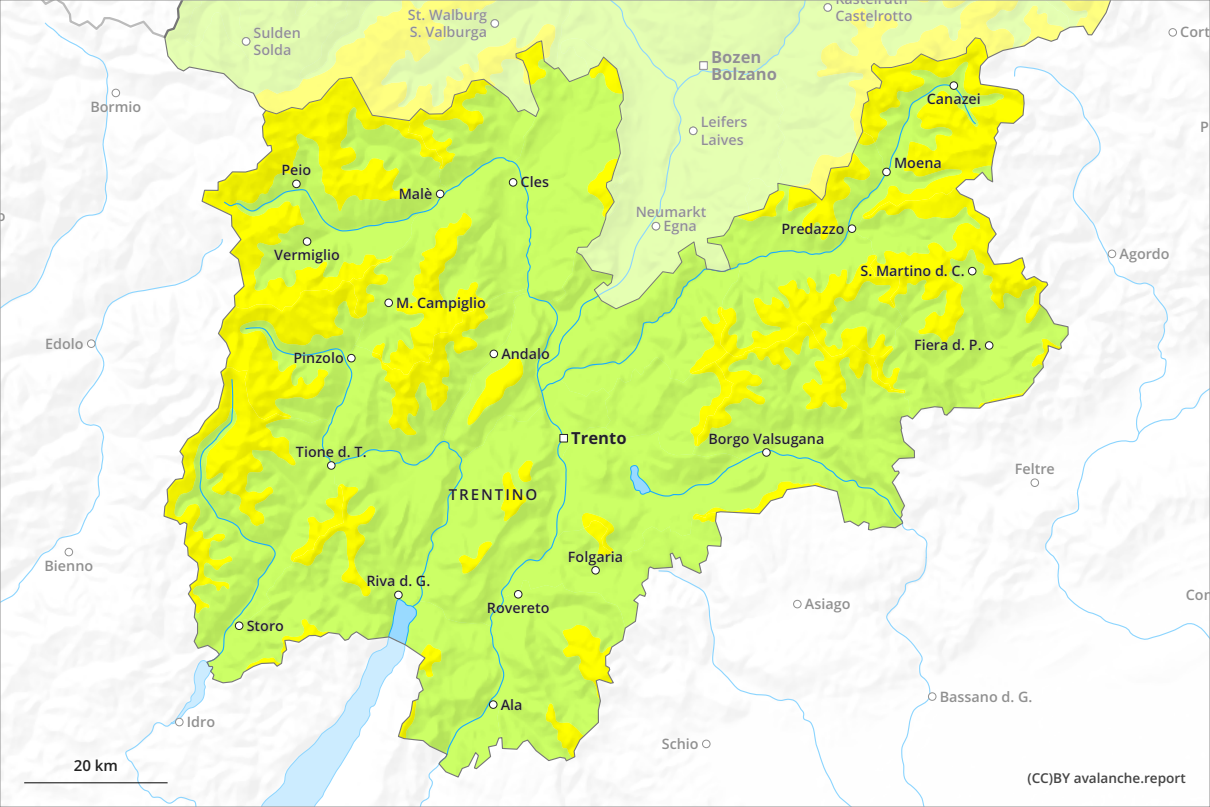 Kastelruth
Castelrotto
St. Walburg
S. Valburga
Sulden
Solda
Cort
Bozen
Bolzano
Bormio
Canazei
Leifers
Laives
P
Peio
Moena
Malè
Cles
Neumarkt
Egna
Predazzo
Vermiglio
Agordo
S. Martino d. C.
M. Campiglio
Edolo
Pinzolo
Andalo
Fiera d. P.
Trento
Borgo Valsugana
Tione d. T.
Feltre
TRENTINO
Bienno
Folgaria
Riva d. G.
Cor
Rovereto
Asiago
Storo
Bassano d. G.
Ala
Idro
Schio
20 km
(CC)BY avalanche.report